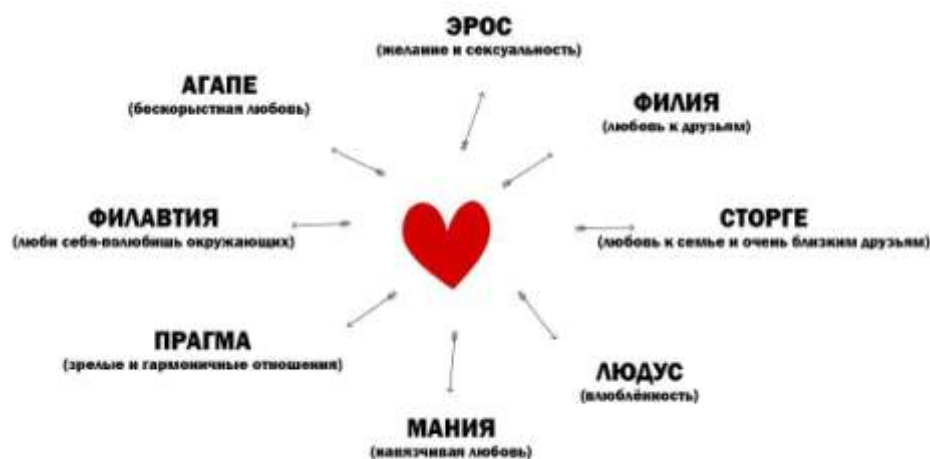 ЭРОС
(желание и сексуальность)
АГАПЕ
(бескорыстная любовь)
ФИЛИЯ
(любовь к друзьям)
ФИЛАВТИЯ
(люби себя-полюбишь окружающих)
СТОРГЕ
(любовь к семье и очень близким друзьям)
ПРАГМА
(зрелые и гармоничные отношения)
ЛЮДУС
(влюблённость)
МАНИЯ
(навязчивая любовь)